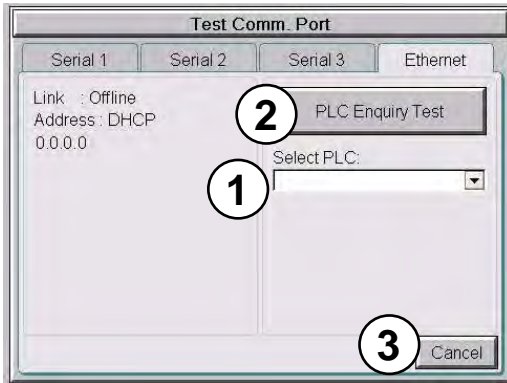 Test Comm. Port
Serial 1
Serial 2
Serial 3
Ethernet
Link : Offline
Address : DHCP
0.0.0.0
2
PLC Enquiry Test
Select PLC:
1
3
Cancel